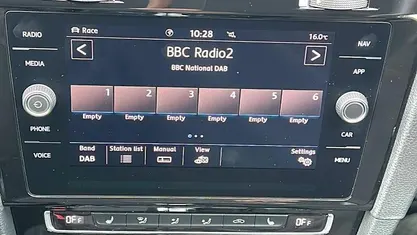 RADIO
MEDIA
PHONE
VOICE
Race 10:28 16.0°C
BBC Radio2
BBC National DAB
1 2 3 4 5 6
Empty Empty Empty Empty Empty Empty
Band Station list Manual View Settings
DAB
NAV
APP
CAR
MENU
OFF OFF